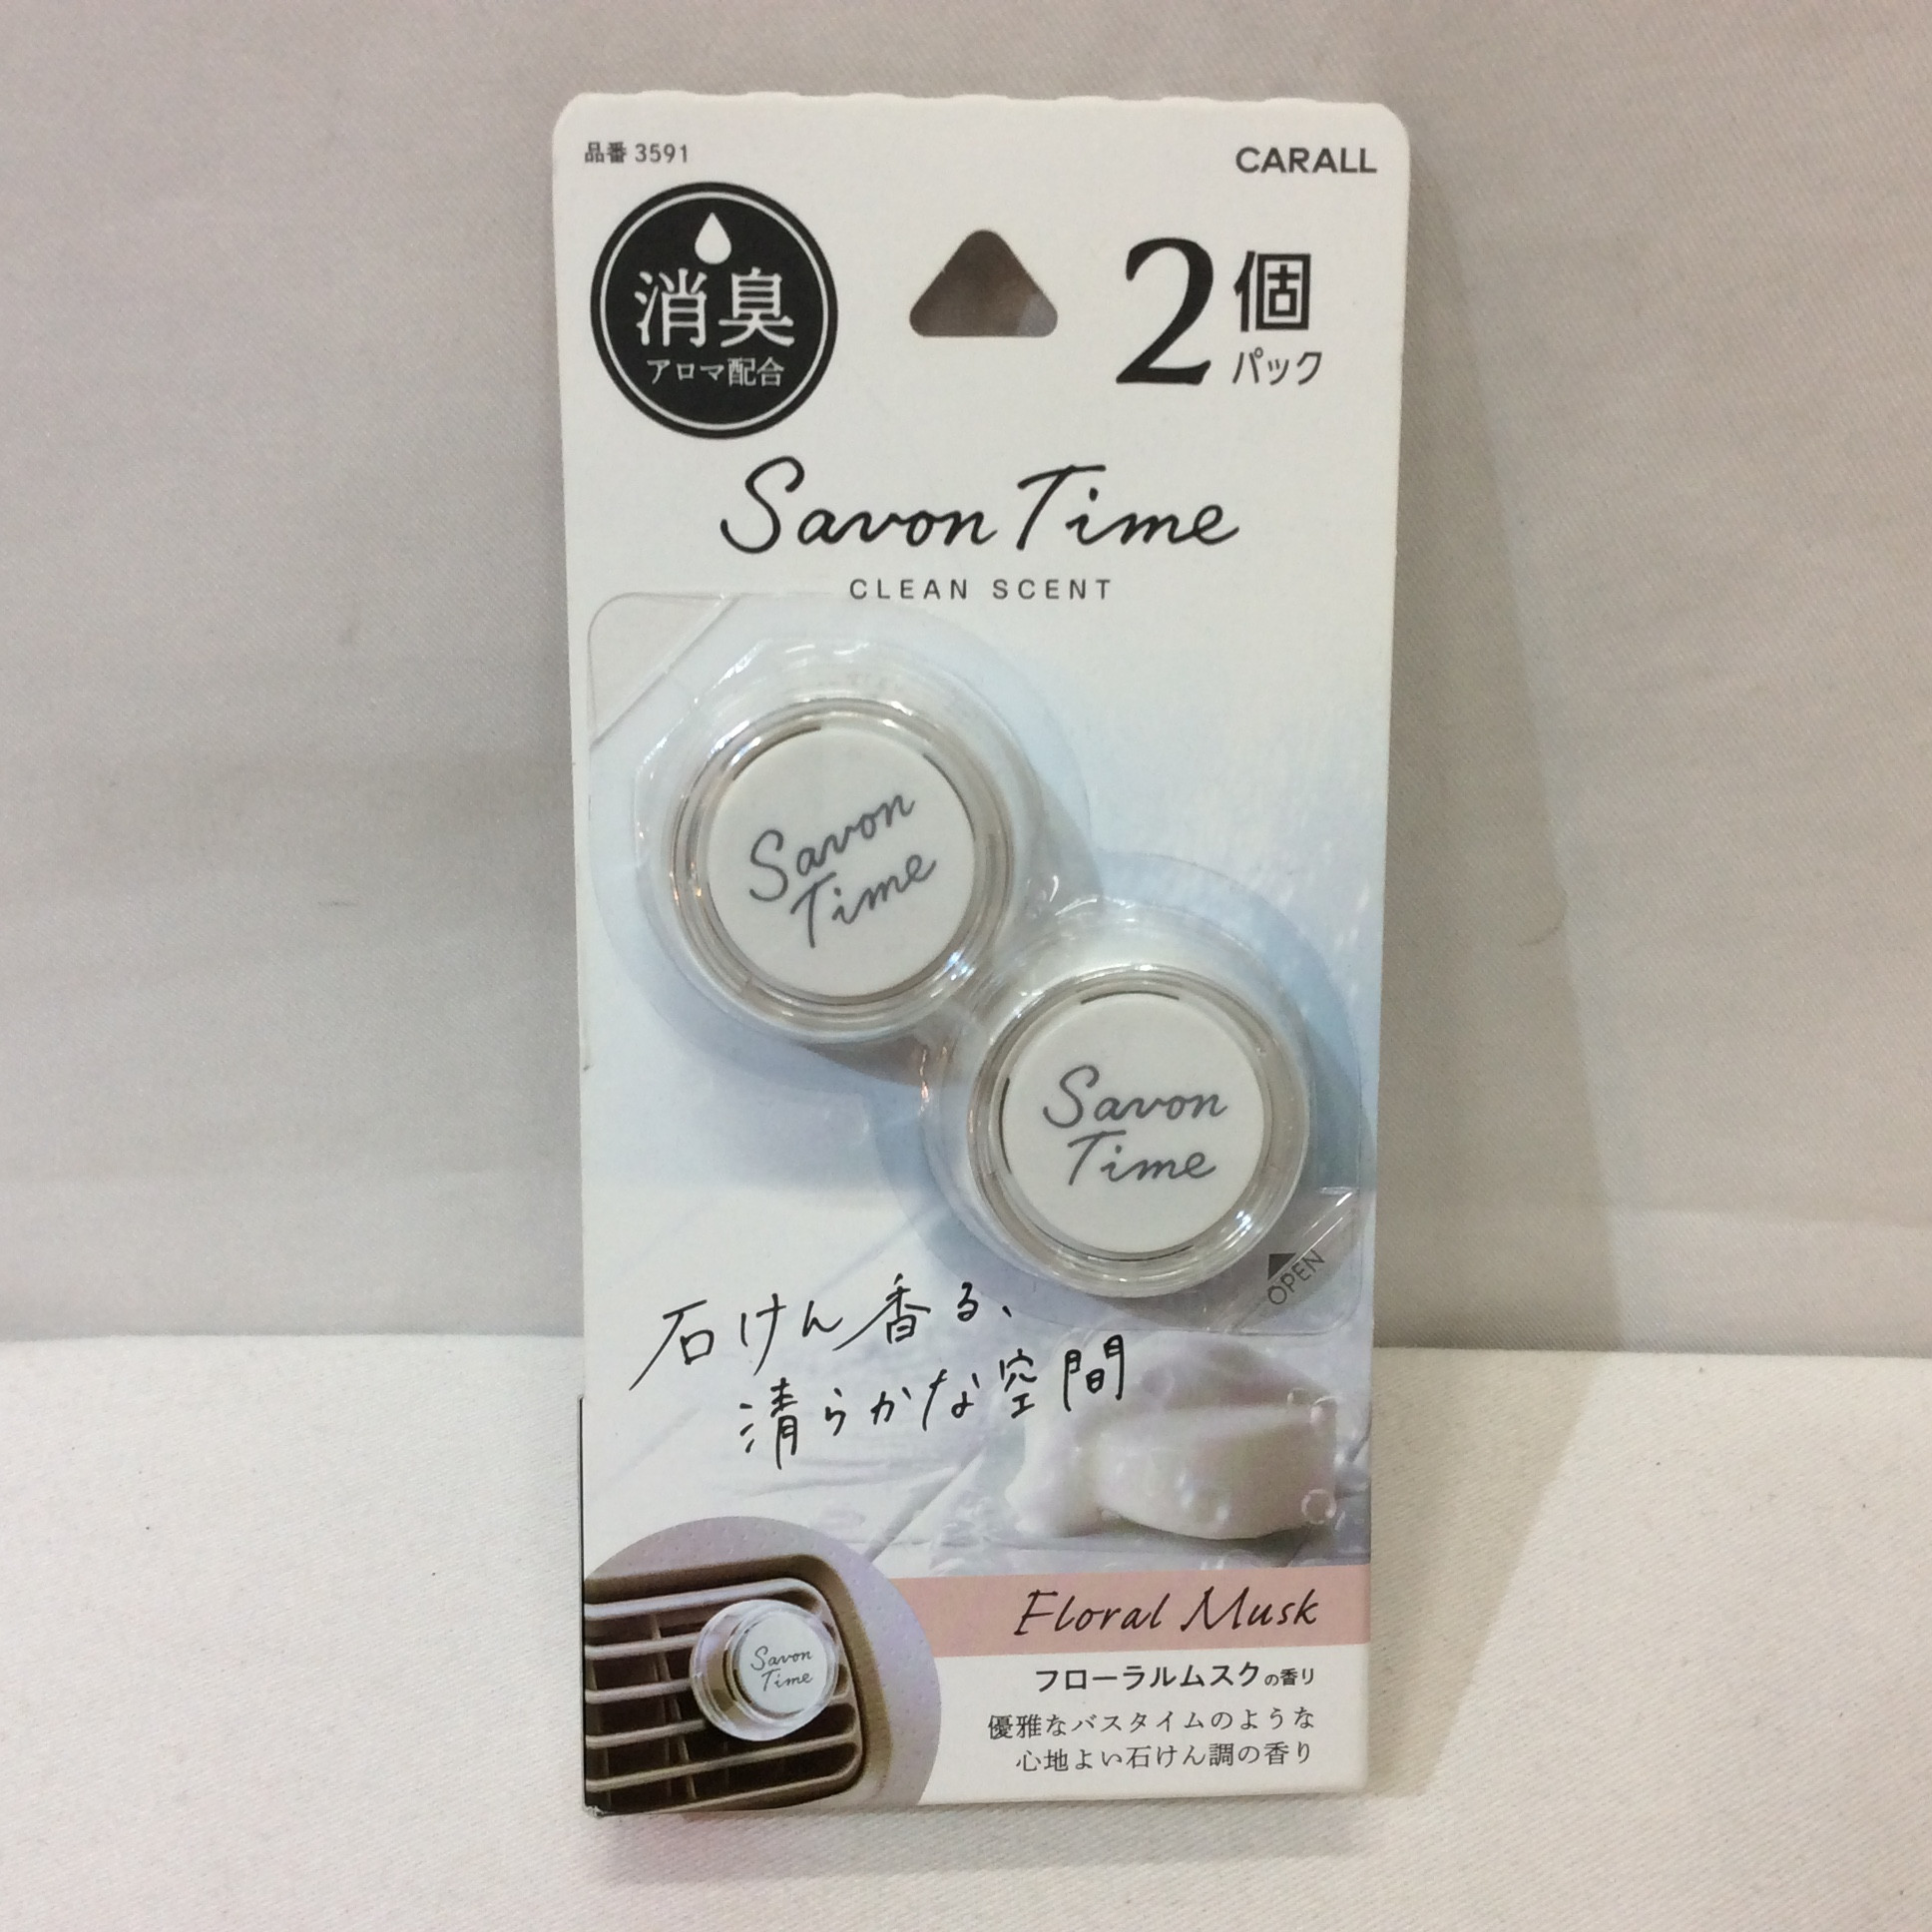 品番 3591
CARALL
消臭
アロマ配合
2個
パック
Savon Time
CLEAN SCENT
Savon
Time
Savon
Time
OPEN
石けん香る、
清らかな空間
Savon
Time
Floral Musk
フローラルムスクの香り
優雅なバスタイムのような
心地よい石けん調の香り